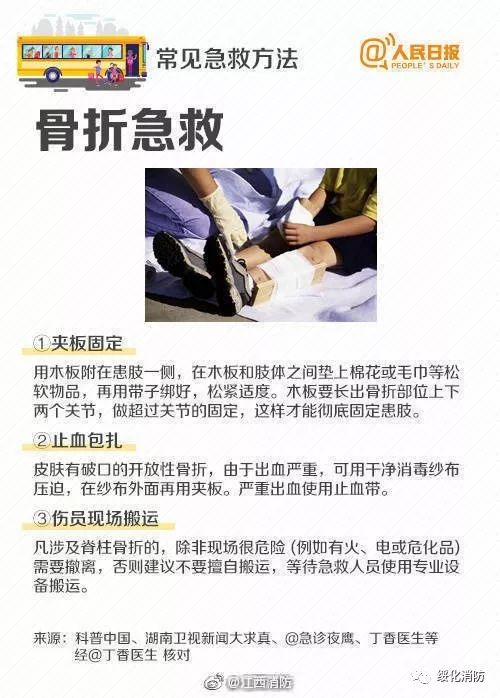 常见急救方法
@人民日报
PEOPLE'S DAILY
骨折急救
①夹板固定
用木板附在患肢一侧，在木板和肢体之间垫上棉花或毛巾等松
软物品，再用带子绑好，松紧适度。木板要长出骨折部位上下
两个关节，做超过关节的固定，这样才能彻底固定患肢。
②止血包扎
皮肤有破口的开放性骨折，由于出血严重，可用干净消毒纱布
压迫，在纱布外面再用夹板。严重出血使用止血带。
③伤员现场搬运
凡涉及脊柱骨折的，除非现场很危险 (例如有火、电或危化品)
需要撤离，否则建议不要擅自搬运，等待急救人员使用专业设
备搬运。
来源：科普中国、湖南卫视新闻大求真、@急诊夜鹰、丁香医生等
经@丁香医生 核对
@江西消防
绥化消防